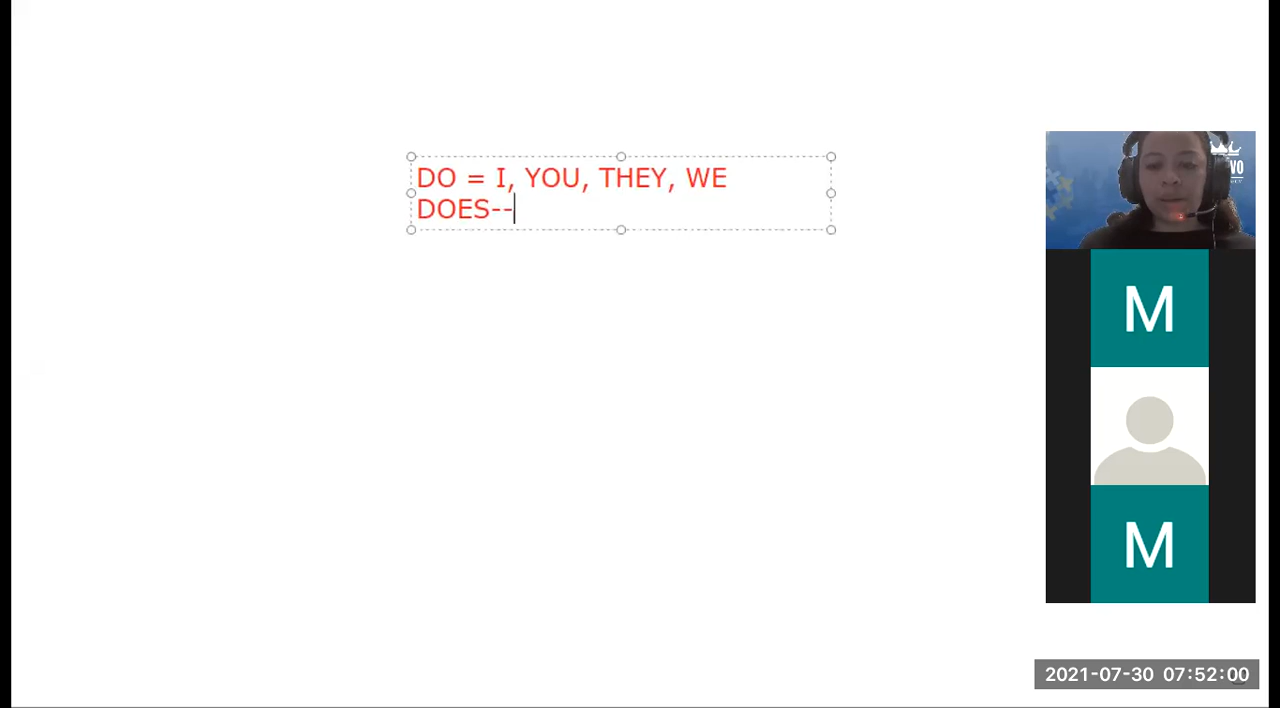 DO = I, YOU, THEY, WE
DOES--
M
M
2021-07-30 07:52:00